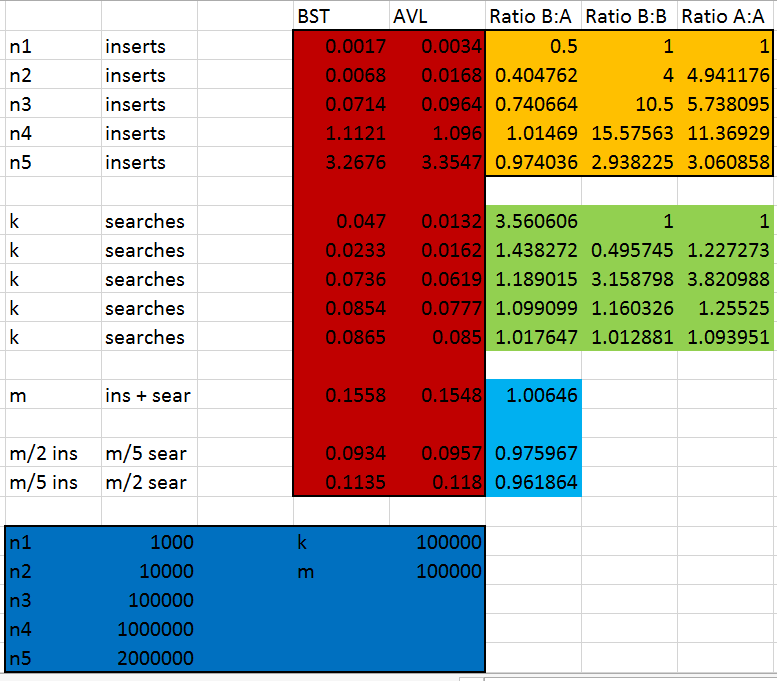 BST AVL Ratio B:A Ratio B:B Ratio A:A
n1 inserts 0.0017 0.0034 0.5 1 1
n2 inserts 0.0068 0.0168 0.404762 4 4.941176
n3 inserts 0.0714 0.0964 0.740664 10.5 5.738095
n4 inserts 1.1121 1.096 1.01469 15.57563 11.36929
n5 inserts 3.2676 3.3547 0.974036 2.938225 3.060858
k searches 0.047 0.0132 3.560606 1 1
k searches 0.0233 0.0162 1.438272 0.495745 1.227273
k searches 0.0736 0.0619 1.189015 3.158798 3.820988
k searches 0.0854 0.0777 1.099099 1.160326 1.25525
k searches 0.0865 0.085 1.017647 1.012881 1.093951
m ins + sear 0.1558 0.1548 1.00646
m/2 ins m/5 sear 0.0934 0.0957 0.975967
m/5 ins m/2 sear 0.1135 0.118 0.961864
n1 1000 k 100000
n2 10000 m 100000
n3 100000
n4 1000000
n5 2000000